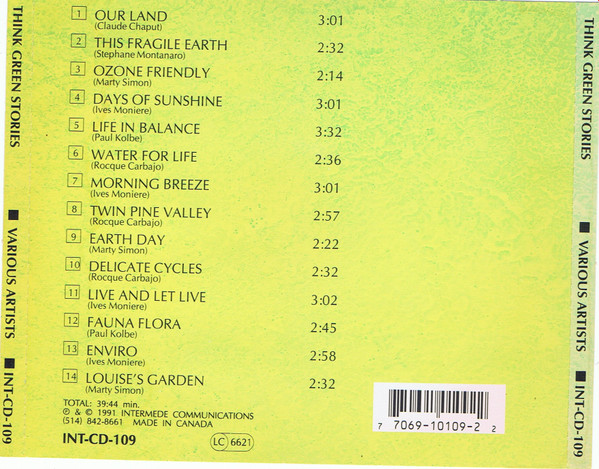 THINK GREEN STORIES ■ VARIOUS ARTISTS ■ INT-CD-109
1 OUR LAND 3:01
(Claude Chaput)
2 THIS FRAGILE EARTH 2:32
(Stephane Montanaro)
3 OZONE FRIENDLY 2:14
(Marty Simon)
4 DAYS OF SUNSHINE 3:01
(Ives Moniere)
5 LIFE IN BALANCE 3:32
(Paul Kolbe)
6 WATER FOR LIFE 2:36
(Rocque Carbajo)
7 MORNING BREEZE 3:01
(Ives Moniere)
8 TWIN PINE VALLEY 2:57
(Rocque Carbajo)
9 EARTH DAY 2:22
(Marty Simon)
10 DELICATE CYCLES 2:32
(Rocque Carbajo)
11 LIVE AND LET LIVE 3:02
(Ives Moniere)
12 FAUNA FLORA 2:45
(Paul Kolbe)
13 ENVIRO 2:58
(Ives Moniere)
14 LOUISE'S GARDEN 2:32
(Marty Simon)
TOTAL: 39:44 min.
℗ & © 1991 INTERMEDE COMMUNICATIONS
(514) 842-8661 MADE IN CANADA
INT-CD-109
LC 6621
7 7069-10109-2 2
THINK GREEN STORIES ■ VARIOUS ARTISTS ■ INT-CD-109